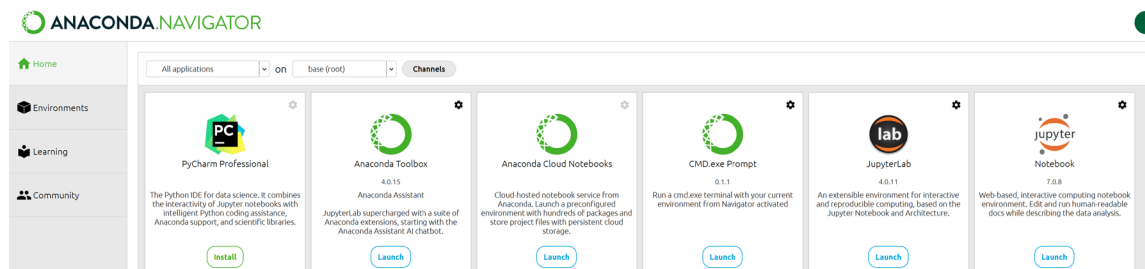 ANACONDA.NAVIGATOR
Home
All applications on base (root) Channels
Environments
Learning
Community
PC
PyCharm Professional
The Python IDE for data science. It combines
the interactivity of Jupyter notebooks with
intelligent Python coding assistance,
Anaconda support, and scientific libraries.
Install
Anaconda Toolbox
4.0.15
Anaconda Assistant
JupyterLab supercharged with a suite of
Anaconda extensions, starting with the
Anaconda Assistant AI chatbot.
Launch
Anaconda Cloud Notebooks
Cloud-hosted notebook service from
Anaconda. Launch a preconfigured
environment with hundreds of packages and
store project files with persistent cloud
storage.
Launch
CMD.exe Prompt
0.1.1
Run a cmd.exe terminal with your current
environment from Navigator activated
Launch
lab
JupyterLab
4.0.11
An extensible environment for interactive
and reproducible computing, based on the
Jupyter Notebook and Architecture.
Launch
jupyter
Notebook
7.0.8
Web-based, interactive computing notebook
environment. Edit and run human-readable
docs while describing the data analysis.
Launch